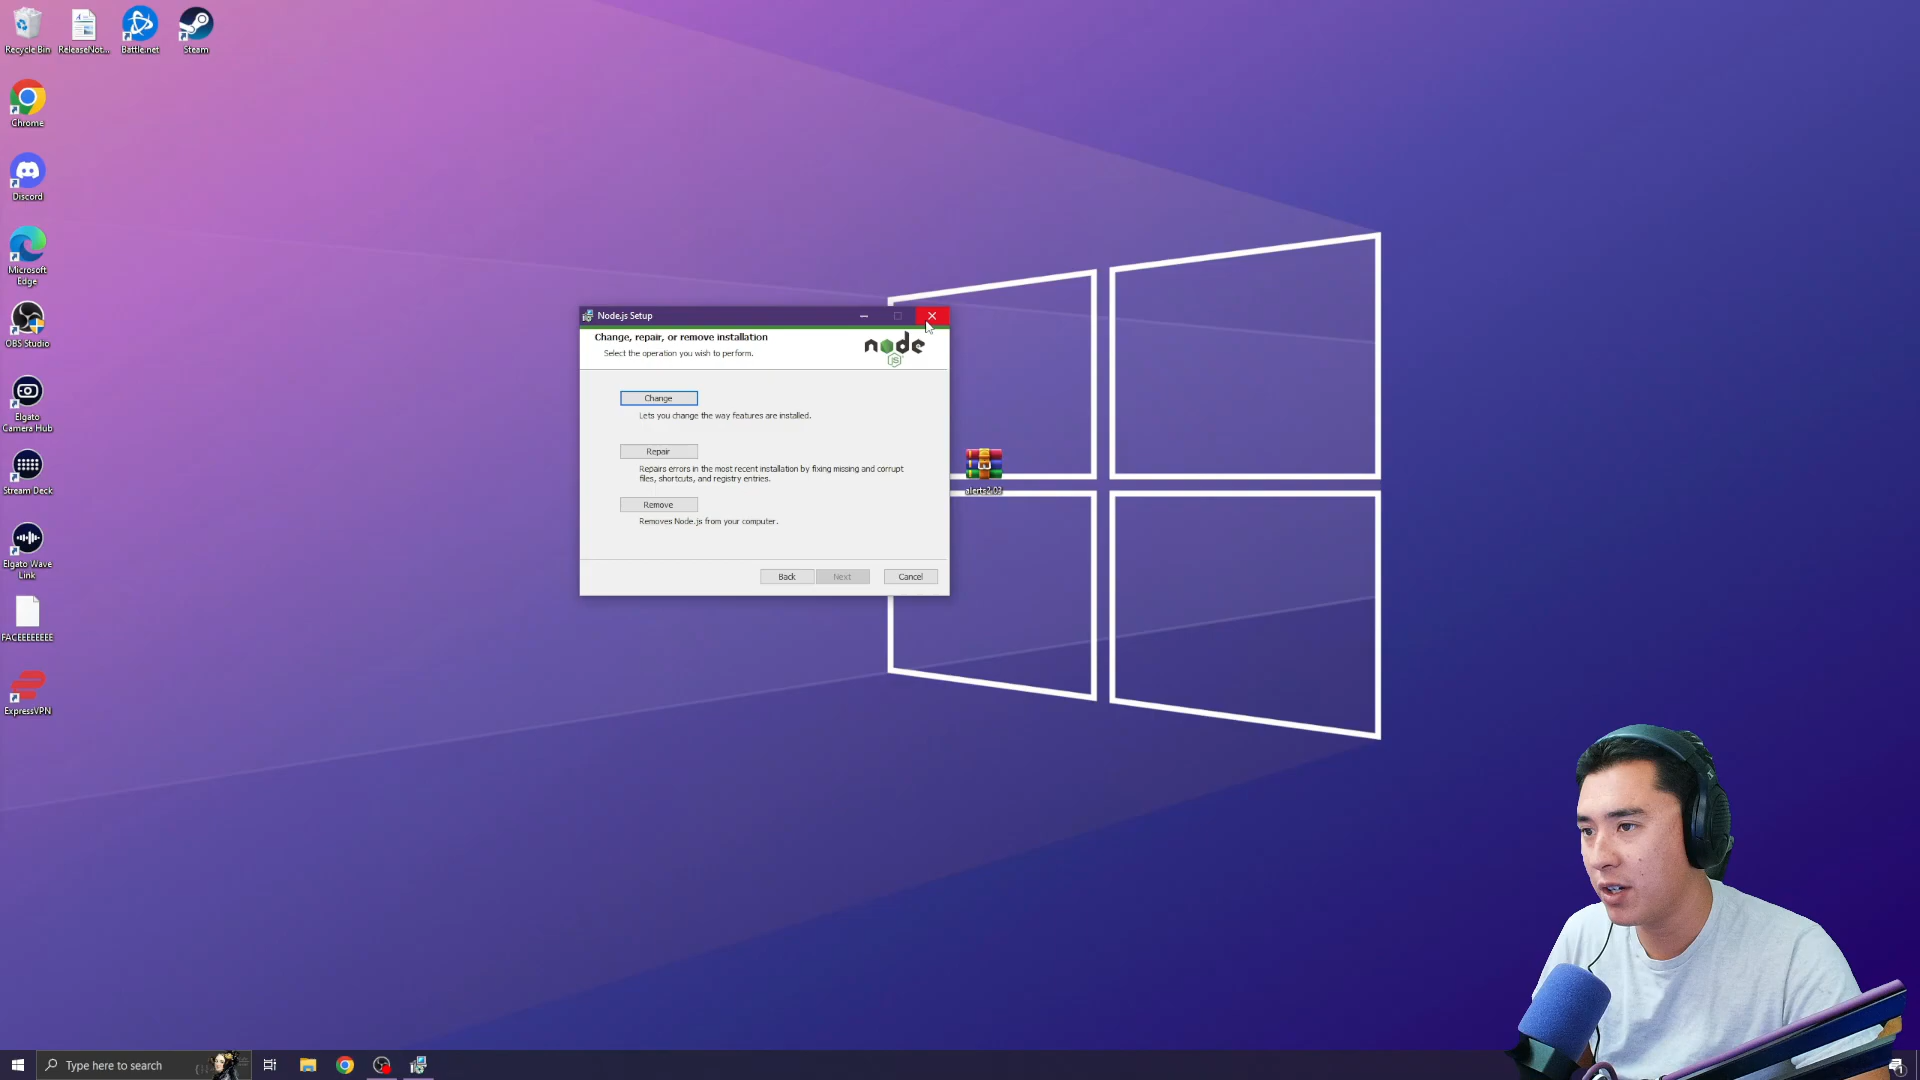 Recycle Bin
ReleaseNot...
Battle.net
Steam
Chrome
Discord
Microsoft
Edge
OBS Studio
Elgato
Camera Hub
Stream Deck
Elgato Wave
Link
FACEEEEEEEE
ExpressVPN
Node.js Setup
Change, repair, or remove installation
Select the operation you wish to perform.
node
JS
Change
Lets you change the way features are installed.
Repair
Repairs errors in the most recent installation by fixing missing and corrupt
files, shortcuts, and registry entries.
Remove
Removes Node.js from your computer.
Back
Next
Cancel
alerts2.03
Type here to search
1